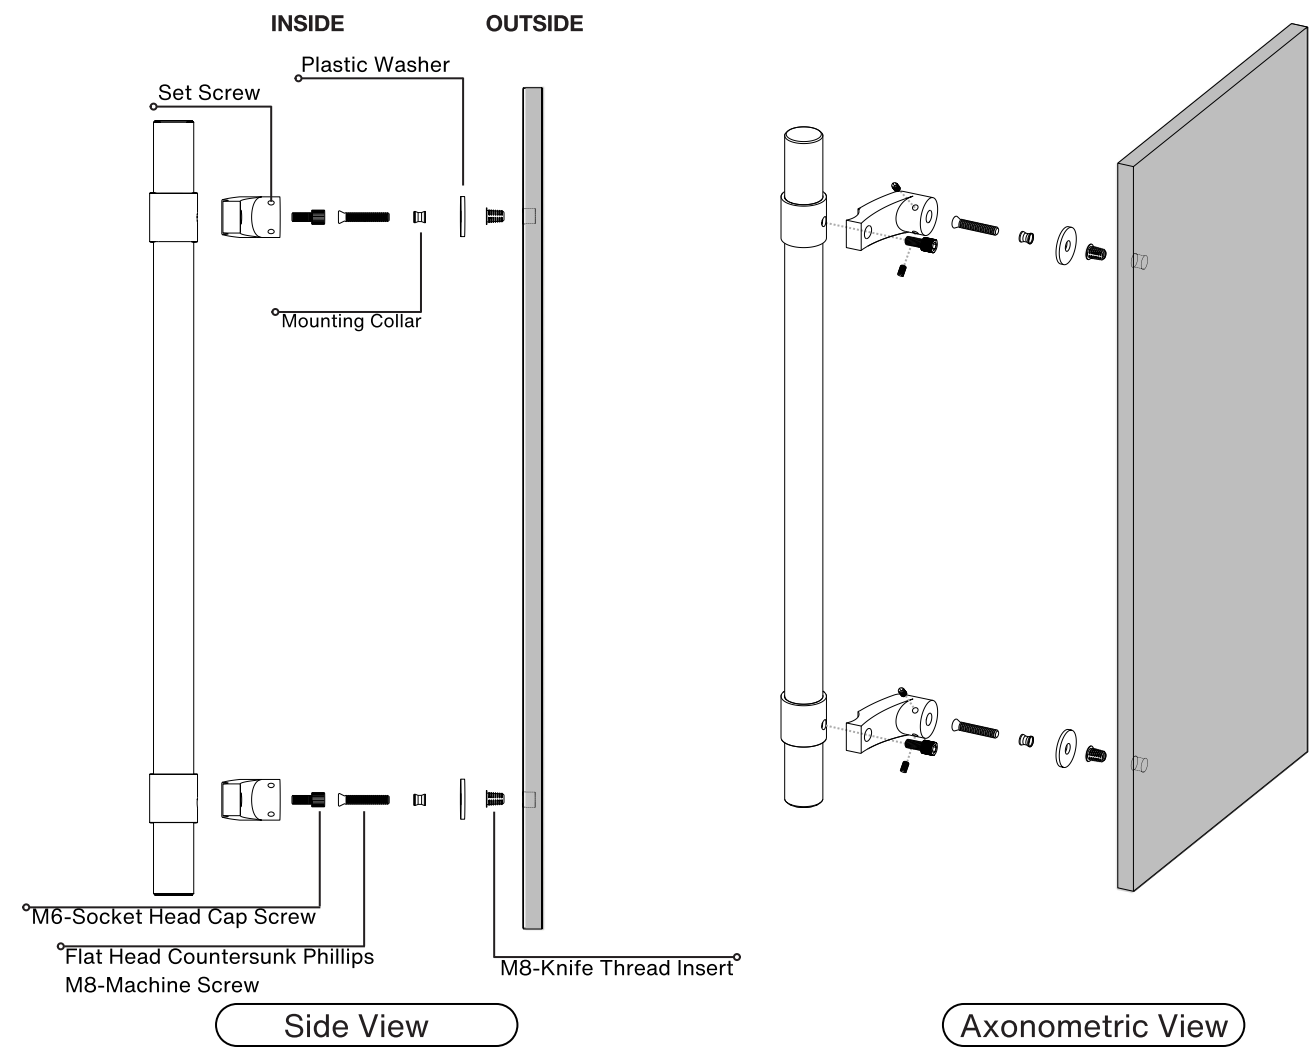 INSIDE
OUTSIDE
Plastic Washer
Set Screw
Mounting Collar
M6-Socket Head Cap Screw
Flat Head Countersunk Phillips
M8-Machine Screw
M8-Knife Thread Insert
Side View
Axonometric View